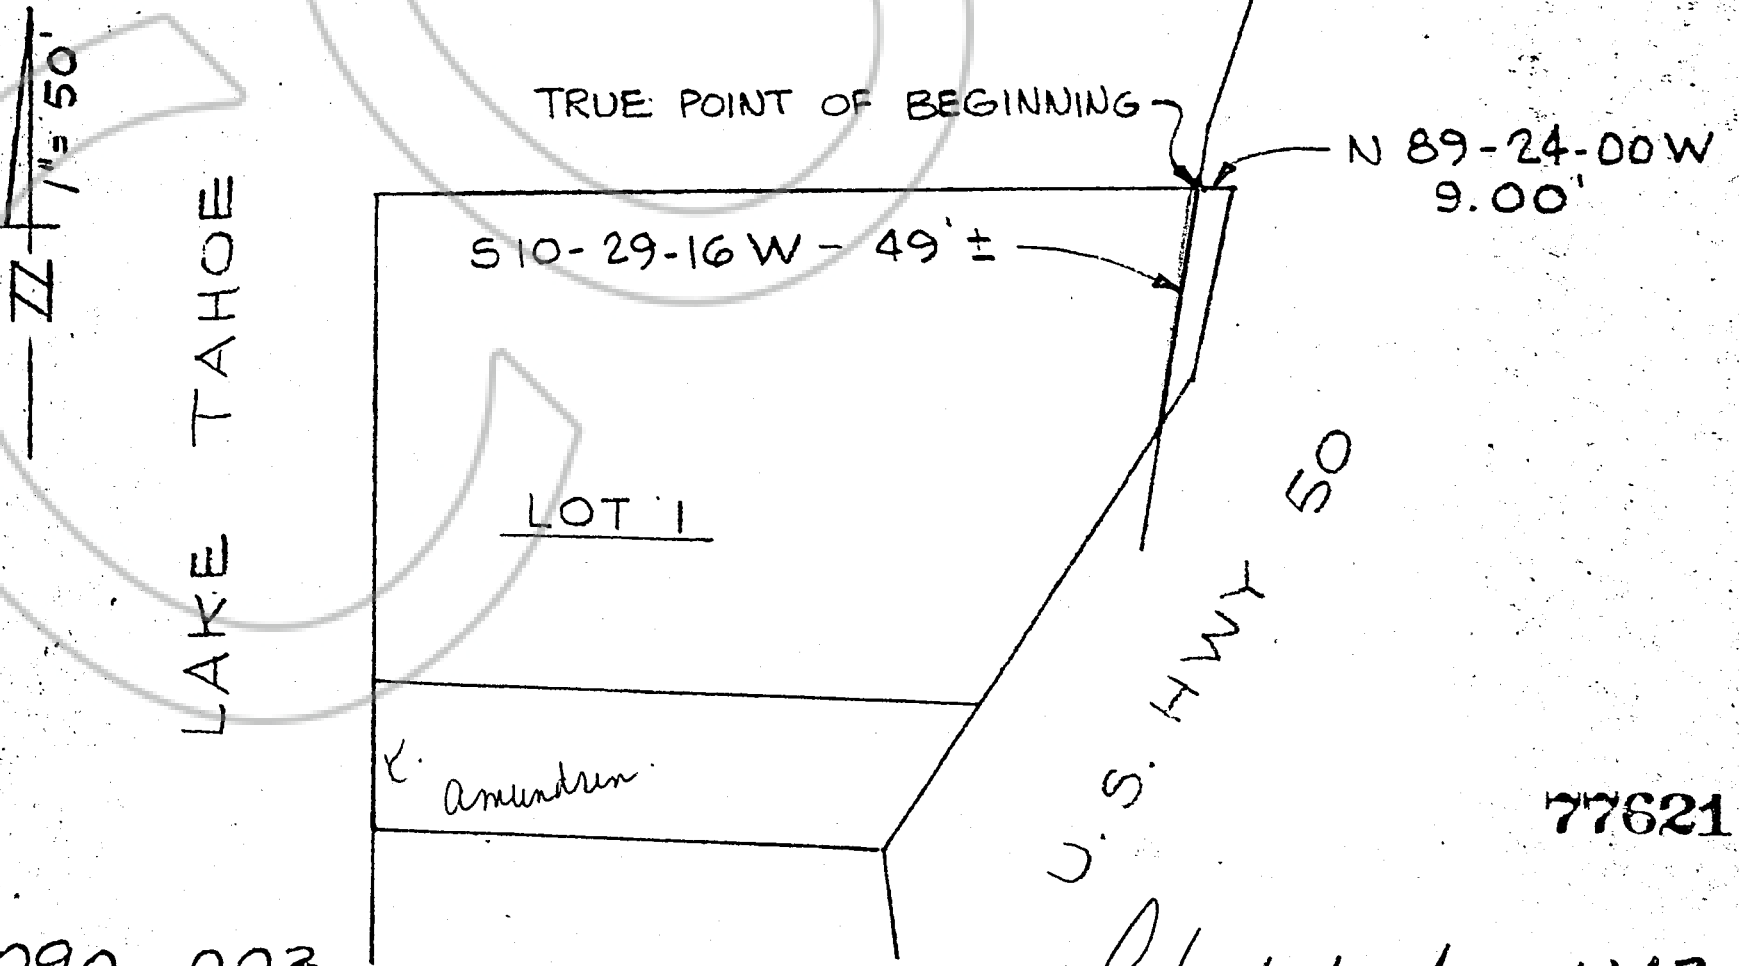 1"= 50'
N
LAKE TAHOE
TRUE POINT OF BEGINNING
N 89-24-00 W
9.00'
S 10-29-16 W - 49' ±
LOT 1
U.S. HWY 50
77621